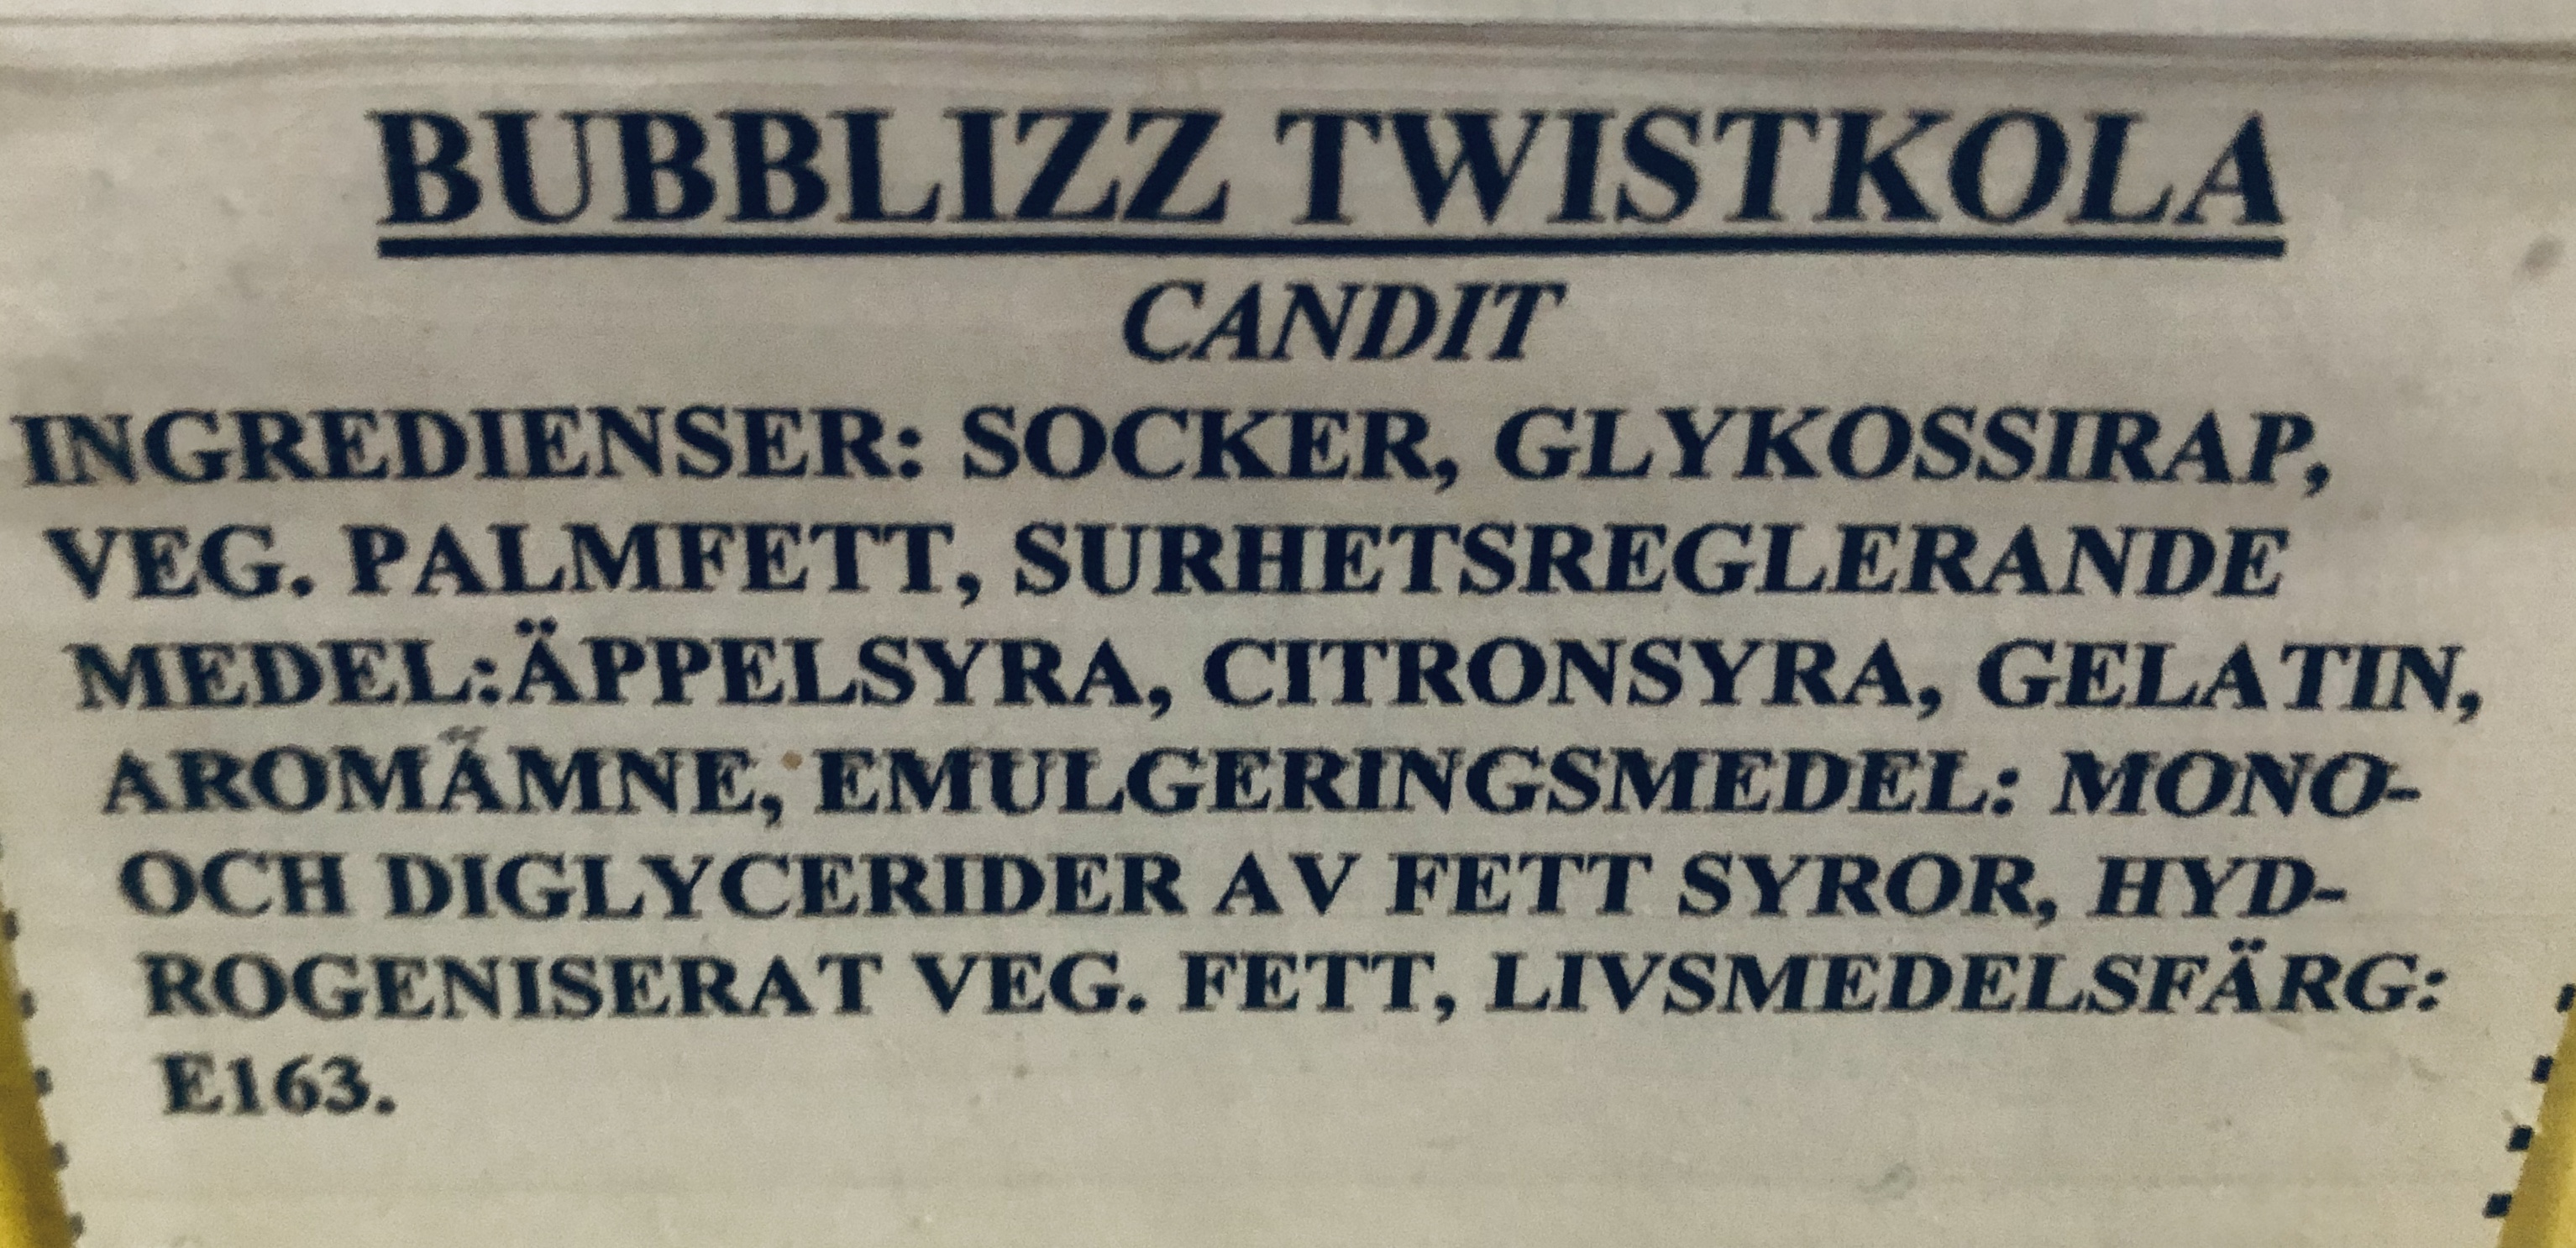 BUBBLIZZ TWISTKOLA
CANDIT
INGREDIENSER: SOCKER, GLYKOSSIRAP,
VEG. PALMFETT, SURHETSREGLERANDE
MEDEL:ÄPPELSYRA, CITRONSYRA, GELATIN,
AROMÄMNE, EMULGERINGSMEDEL: MONO-
OCH DIGLYCERIDER AV FETT SYROR, HYD-
ROGENISERAT VEG. FETT, LIVSMEDELSFÄRG:
E163.